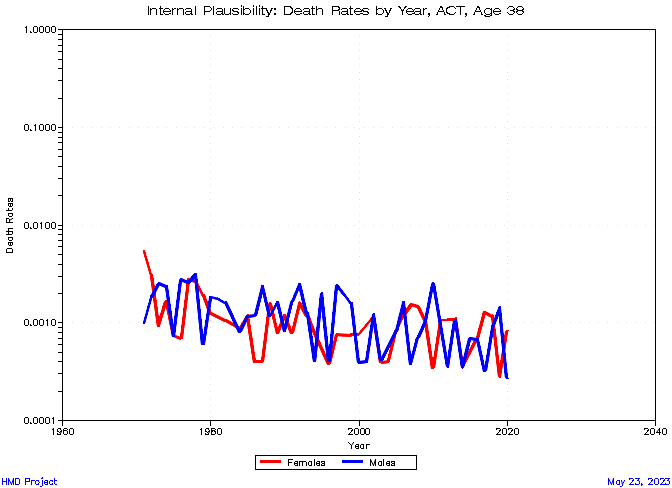 Internal Plausibility: Death Rates by Year, ACT, Age 38
1.0000
0.1000
0.0100
0.0010
0.0001
Death Rates
1960 1980 2000 2020 2040
Year
Females Males
HMD Project May 23, 2023